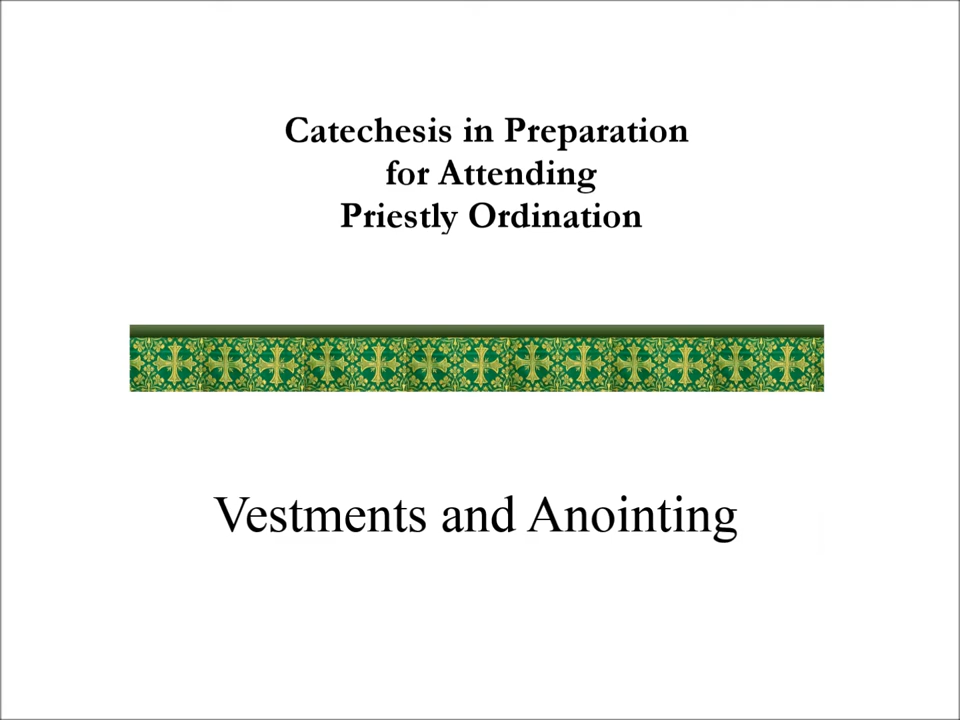 Catechesis in Preparation
for Attending
Priestly Ordination
Vestments and Anointing